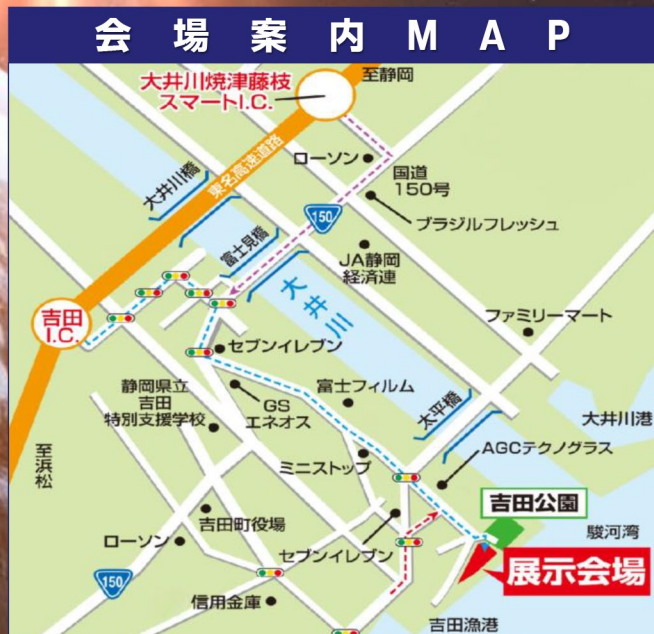 会場案内MAP
大井川焼津藤枝
スマートI.C.
至静岡
東名高速道路
大井川橋
ローソン
国道
150号
150
ブラジルフレッシュ
富士見橋
JA静岡
経済連
大井川
吉田
I.C.
セブンイレブン
ファミリーマート
静岡県立
吉田
特別支援学校
GS
エネオス
富士フィルム
太平橋
大井川港
至浜松
ミニストップ
AGCテクノグラス
吉田公園
吉田町役場
駿河湾
ローソン
セブンイレブン
展示会場
150
信用金庫
吉田漁港